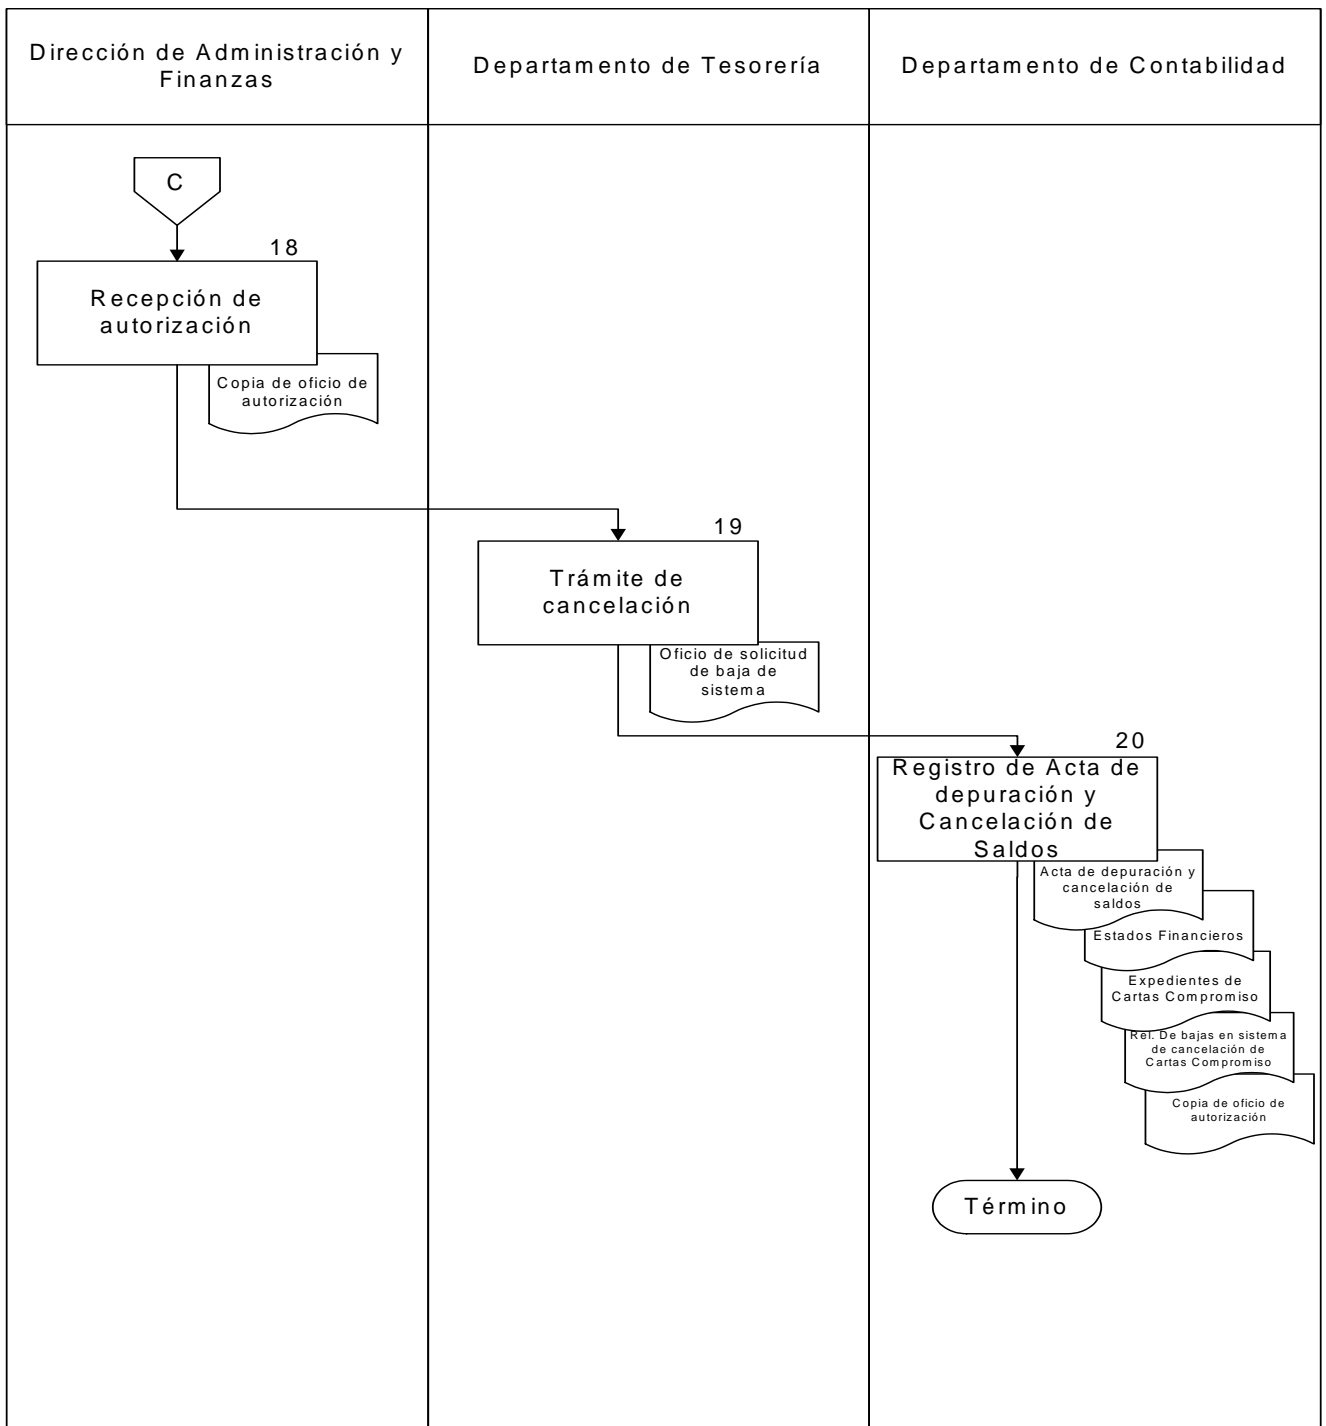 Dirección de Administración y
Finanzas
Departamento de Tesorería
Departamento de Contabilidad
C
18
Recepción de
autorización
Copia de oficio de
autorización
19
Trámite de
cancelación
Oficio de solicitud
de baja de
sistema
20
Registro de Acta de
depuración y
Cancelación de
Saldos
Acta de depuración y
cancelación de
saldos
Estados Financieros
Expedientes de
Cartas Compromiso
Rel. De bajas en sistema
de cancelación de
Cartas Compromiso
Copia de oficio de
autorización
Término